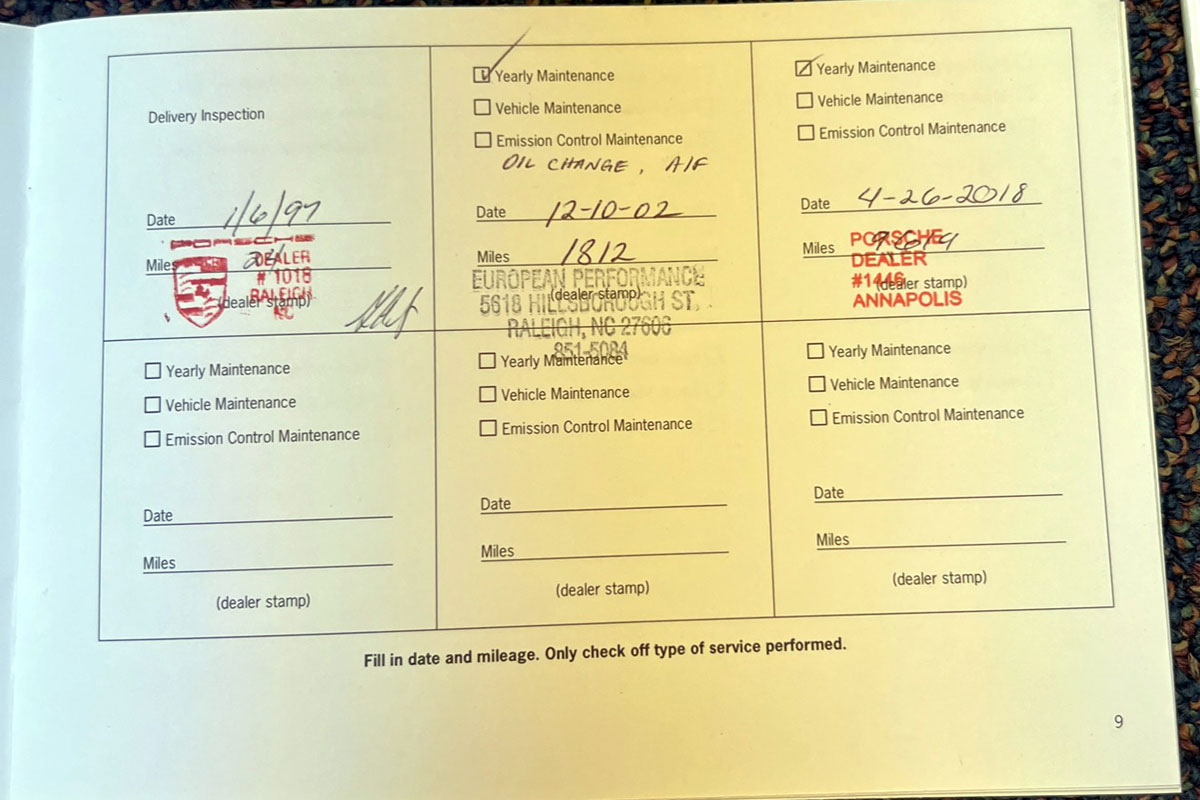 Delivery Inspection
Date 1/6/97
Miles
PORSCHE
DEALER
# 1018
RALEIGH
NC
(dealer stamp)
Yearly Maintenance
Vehicle Maintenance
Emission Control Maintenance
OIL CHANGE, A/F
Date 12-10-02
Miles 1812
EUROPEAN PERFORMANCE
(dealer stamp)
5618 HILLSBOROUGH ST.
RALEIGH, NC 27606
851-5084
Yearly Maintenance
Vehicle Maintenance
Emission Control Maintenance
Date 4-26-2018
Miles
PORSCHE
DEALER
#1446
(dealer stamp)
ANNAPOLIS
Yearly Maintenance
Vehicle Maintenance
Emission Control Maintenance
Date
Miles
(dealer stamp)
Yearly Maintenance
Vehicle Maintenance
Emission Control Maintenance
Date
Miles
(dealer stamp)
Yearly Maintenance
Vehicle Maintenance
Emission Control Maintenance
Date
Miles
(dealer stamp)
Fill in date and mileage. Only check off type of service performed.
9